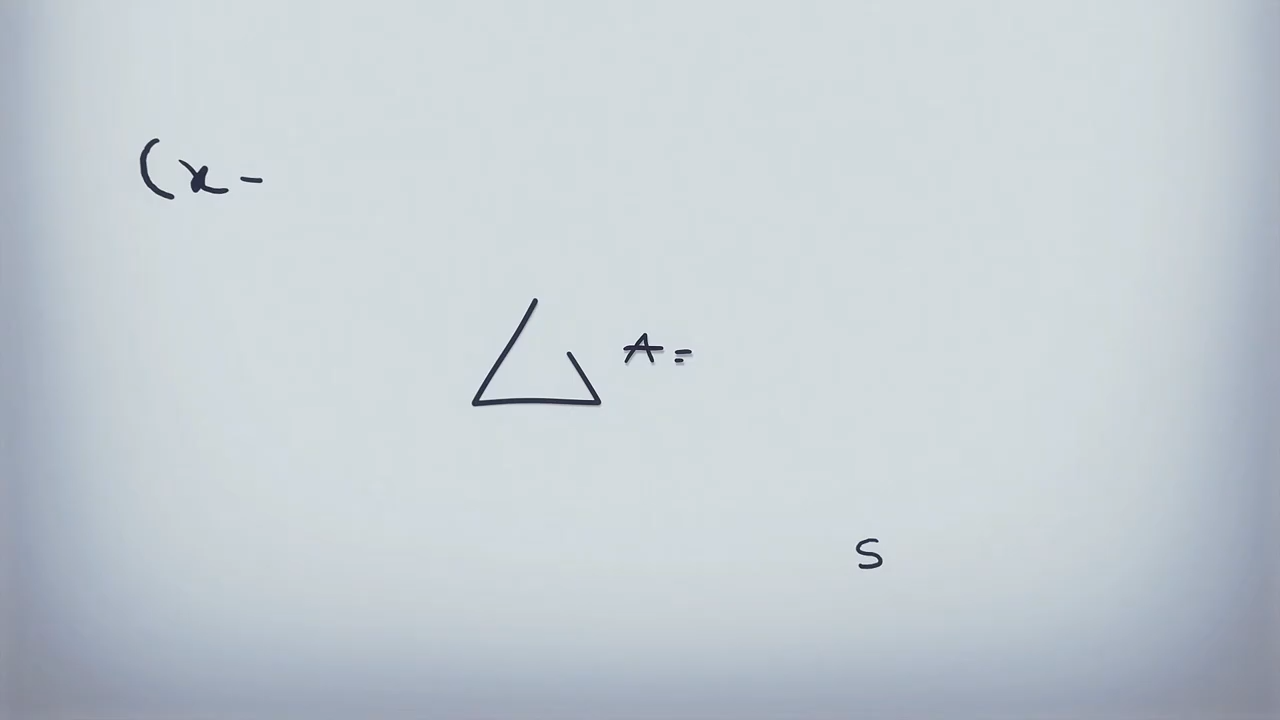 (x -
A =
S